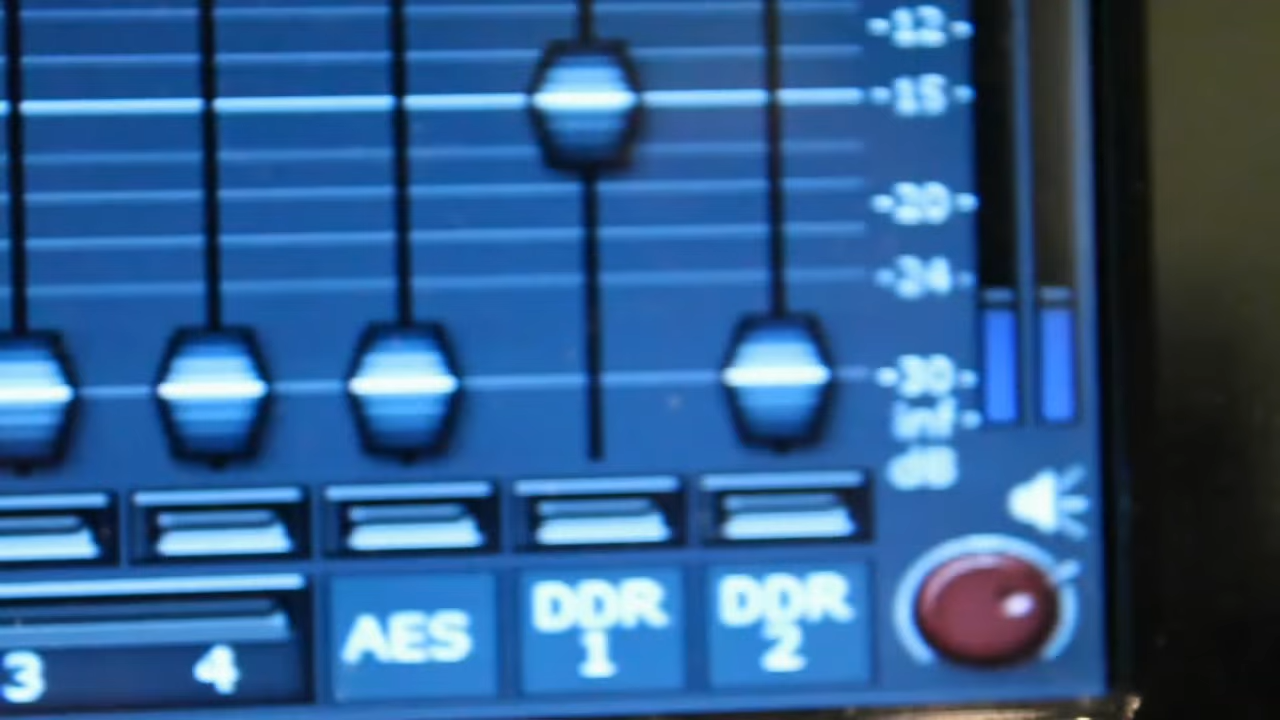 -12-
-15-
-20-
-24-
-30-
inf-
dB
3
4
AES
DDR
1
DDR
2